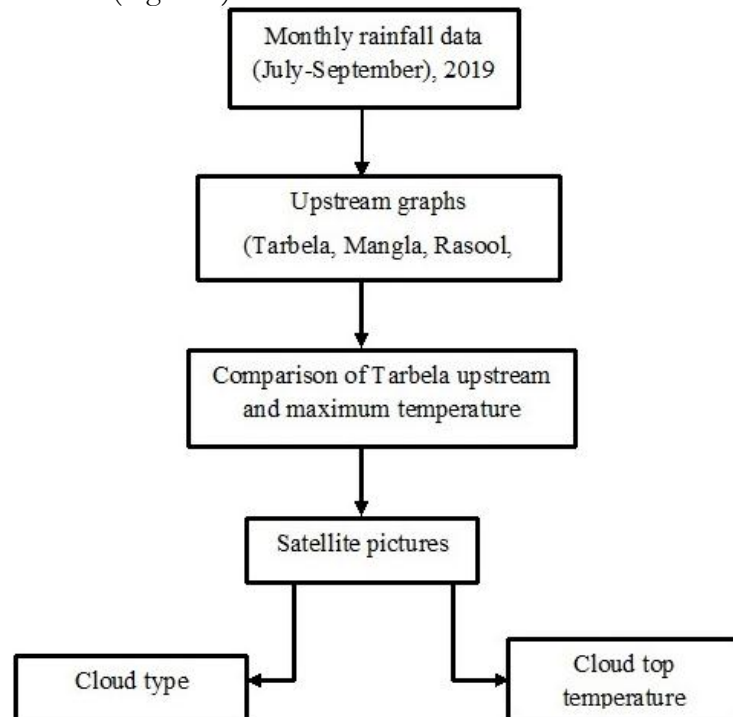 Monthly rainfall data
(July-September), 2019
Upstream graphs
(Tarbela, Mangla, Rasool,
Comparison of Tarbela upstream
and maximum temperature
Satellite pictures
Cloud type
Cloud top
temperature